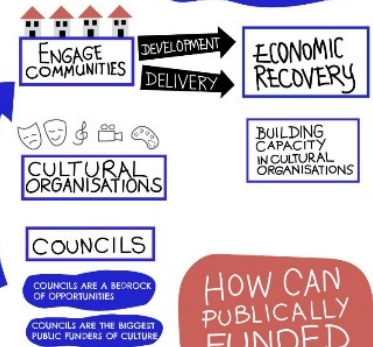 ENGAGE
COMMUNITIES
DEVELOPMENT
DELIVERY
ECONOMIC
RECOVERY
BUILDING
CAPACITY
IN CULTURAL
ORGANISATIONS
CULTURAL
ORGANISATIONS
COUNCILS
COUNCILS ARE A BEDROCK
OF OPPORTUNITIES
COUNCILS ARE THE BIGGEST
PUBLIC FUNDERS OF CULTURE
HOW CAN
PUBLICALLY
FUNDED